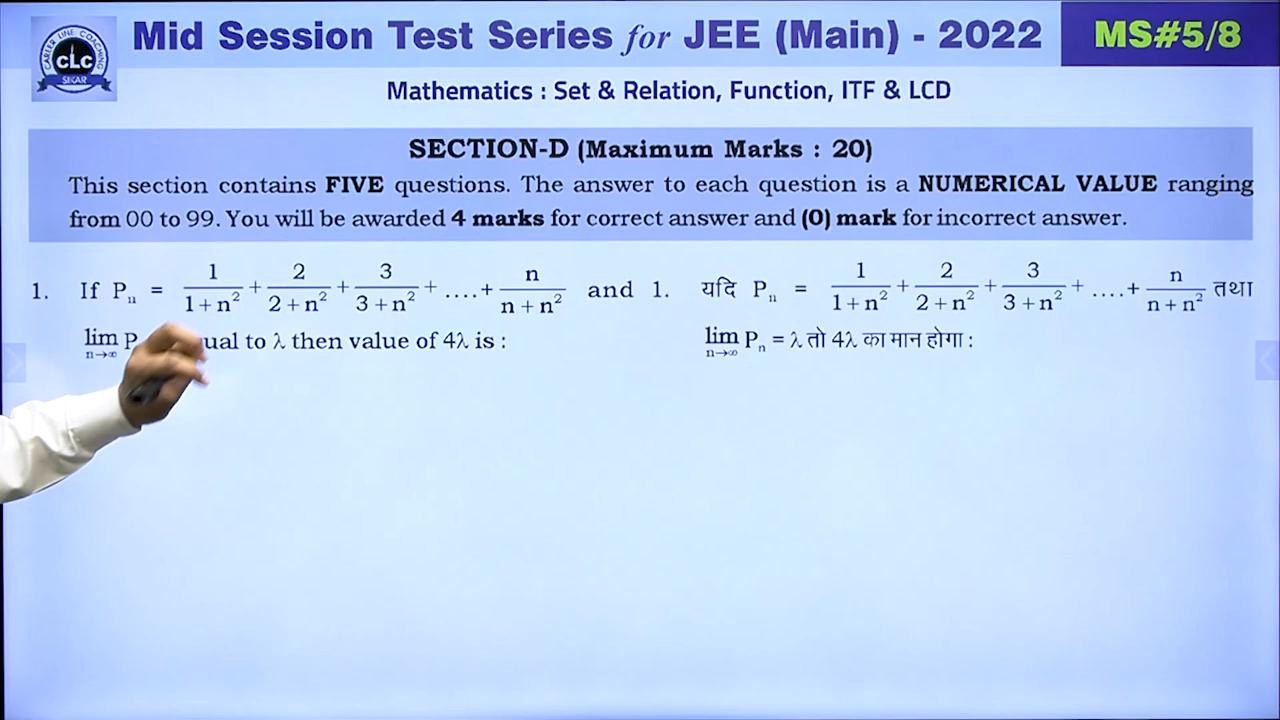 Mid Session Test Series for JEE (Main) - 2022
MS#5/8
CAREER LINE COACHING
CLC
SIKAR
Mathematics : Set & Relation, Function, ITF & LCD
SECTION-D (Maximum Marks : 20)
This section contains FIVE questions. The answer to each question is a NUMERICAL VALUE ranging
from 00 to 99. You will be awarded 4 marks for correct answer and (0) mark for incorrect answer.
1. If Pₙ = 1/(1+n²) + 2/(2+n²) + 3/(3+n²) + ....+ n/(n+n²) and
lim n→∞ P ual to λ then value of 4λ is :
1. यदि Pₙ = 1/(1+n²) + 2/(2+n²) + 3/(3+n²) + ....+ n/(n+n²) तथा
lim n→∞ Pₙ = λ तो 4λ का मान होगा :